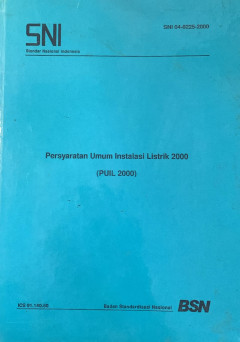 SNI
Standar Nasional Indonesia
SNI 04-0225-2000
Persyaratan Umum Instalasi Listrik 2000
(PUIL 2000)
ICS 91.140.50
Badan Standardisasi Nasional
BSN